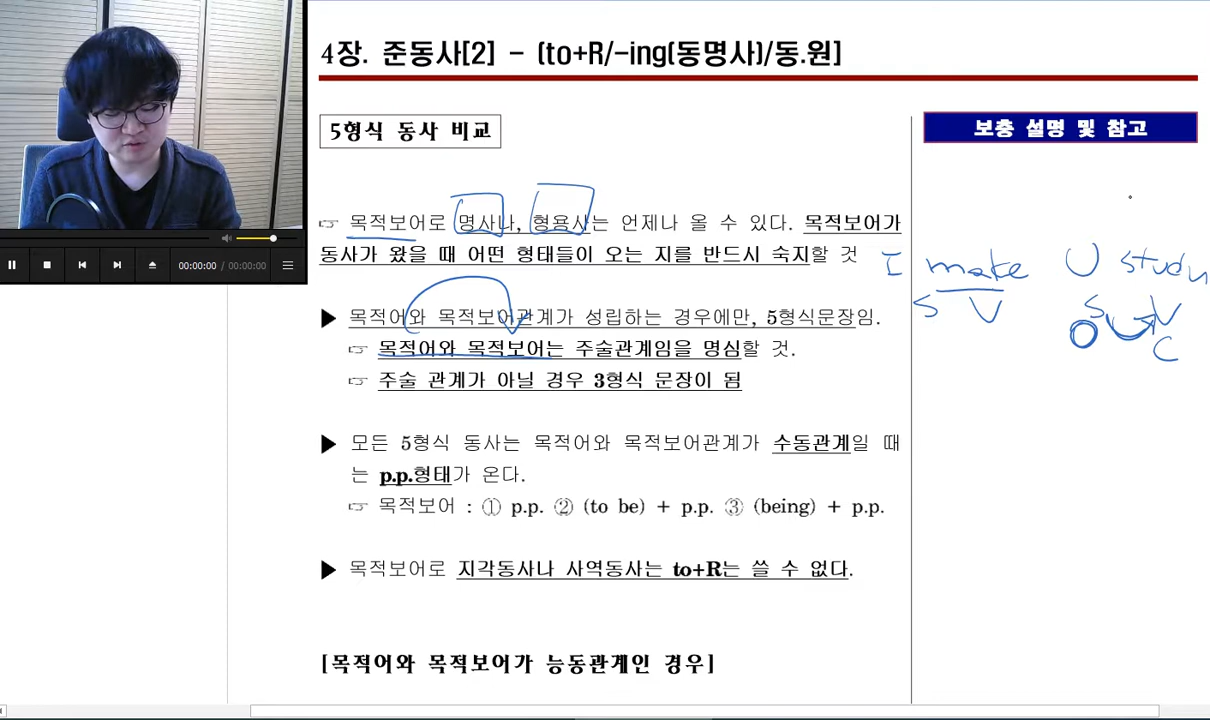 4장. 준동사[2] - (to+R/-ing(동명사)/동.원]
5형식 동사 비교
보충 설명 및 참고
☞ 목적보어로 명사나, 형용사는 언제나 올 수 있다. 목적보어가
동사가 왔을 때 어떤 형태들이 오는 지를 반드시 숙지할 것
I make U study
S V S V
O C
▶ 목적어와 목적보어관계가 성립하는 경우에만, 5형식문장임.
☞ 목적어와 목적보어는 주술관계임을 명심할 것.
☞ 주술 관계가 아닐 경우 3형식 문장이 됨
▶ 모든 5형식 동사는 목적어와 목적보어관계가 수동관계일 때
는 p.p.형태가 온다.
☞ 목적보어 : ① p.p. ② (to be) + p.p. ③ (being) + p.p.
▶ 목적보어로 지각동사나 사역동사는 to+R는 쓸 수 없다.
[목적어와 목적보어가 능동관계인 경우]
00:00:00 / 00:00:00